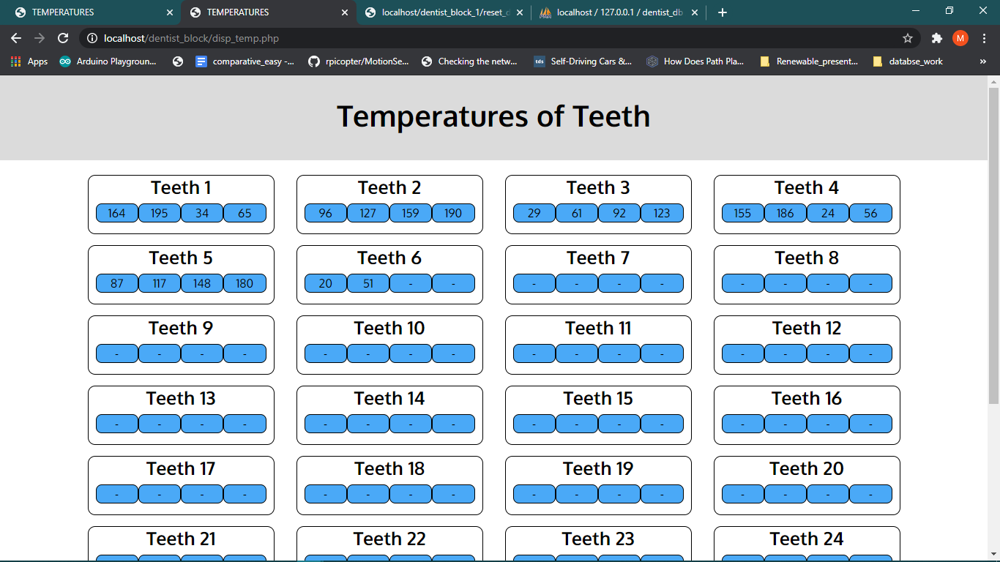 TEMPERATURES TEMPERATURES localhost/dentist_block_1/reset_d localhost / 127.0.0.1 / dentist_db
localhost/dentist_block/disp_temp.php M
Apps Arduino Playgroun... comparative_easy -... rpicopter/MotionSe... Checking the netw... tds Self-Driving Cars &... How Does Path Pla... Renewable_present... databse_work »
Temperatures of Teeth
Teeth 1 Teeth 2 Teeth 3 Teeth 4
164 195 34 65 96 127 159 190 29 61 92 123 155 186 24 56
Teeth 5 Teeth 6 Teeth 7 Teeth 8
87 117 148 180 20 51 - - - - - - - - - -
Teeth 9 Teeth 10 Teeth 11 Teeth 12
- - - - - - - - - - - - - - - -
Teeth 13 Teeth 14 Teeth 15 Teeth 16
- - - - - - - - - - - - - - - -
Teeth 17 Teeth 18 Teeth 19 Teeth 20
- - - - - - - - - - - - - - - -
Teeth 21 Teeth 22 Teeth 23 Teeth 24